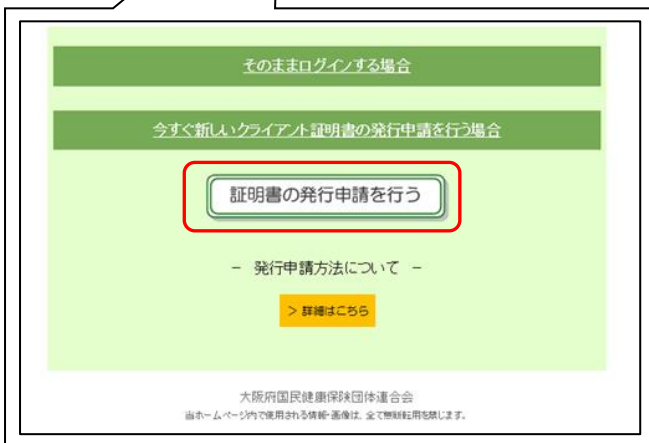 そのままログインする場合
今すぐ新しいクライアント証明書の発行申請を行う場合
証明書の発行申請を行う
− 発行申請方法について −
＞詳細はこちら
大阪府国民健康保険団体連合会
当ホームページ内で使用される情報・画像は、全て無断転用を禁じます。